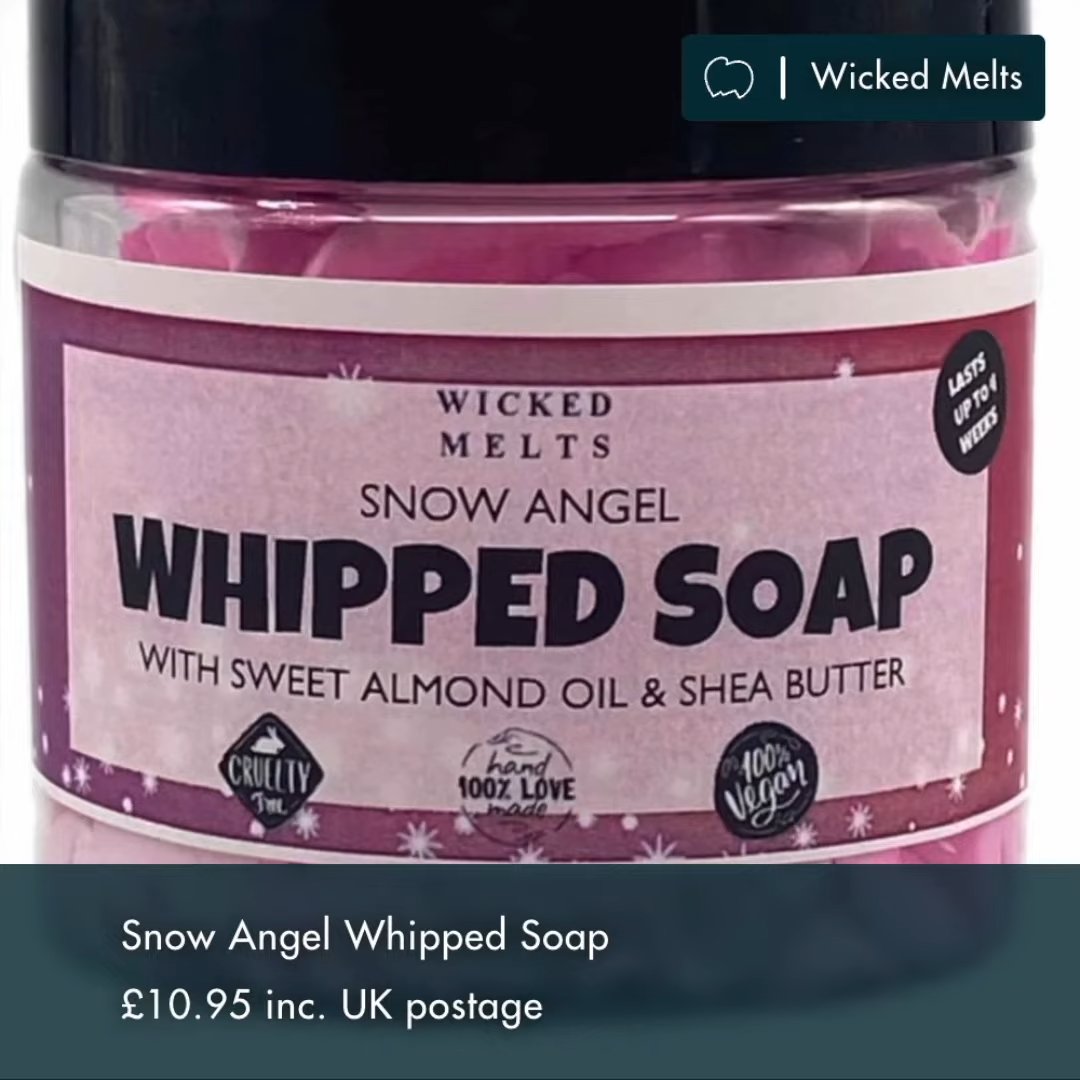 Wicked Melts
LASTS
UP TO 4
WEEKS
WICKED
MELTS
SNOW ANGEL
WHIPPED SOAP
WITH SWEET ALMOND OIL & SHEA BUTTER
CRUELTY
Free
hand
100% LOVE
made
100%
Vegan
Snow Angel Whipped Soap
£10.95 inc. UK postage